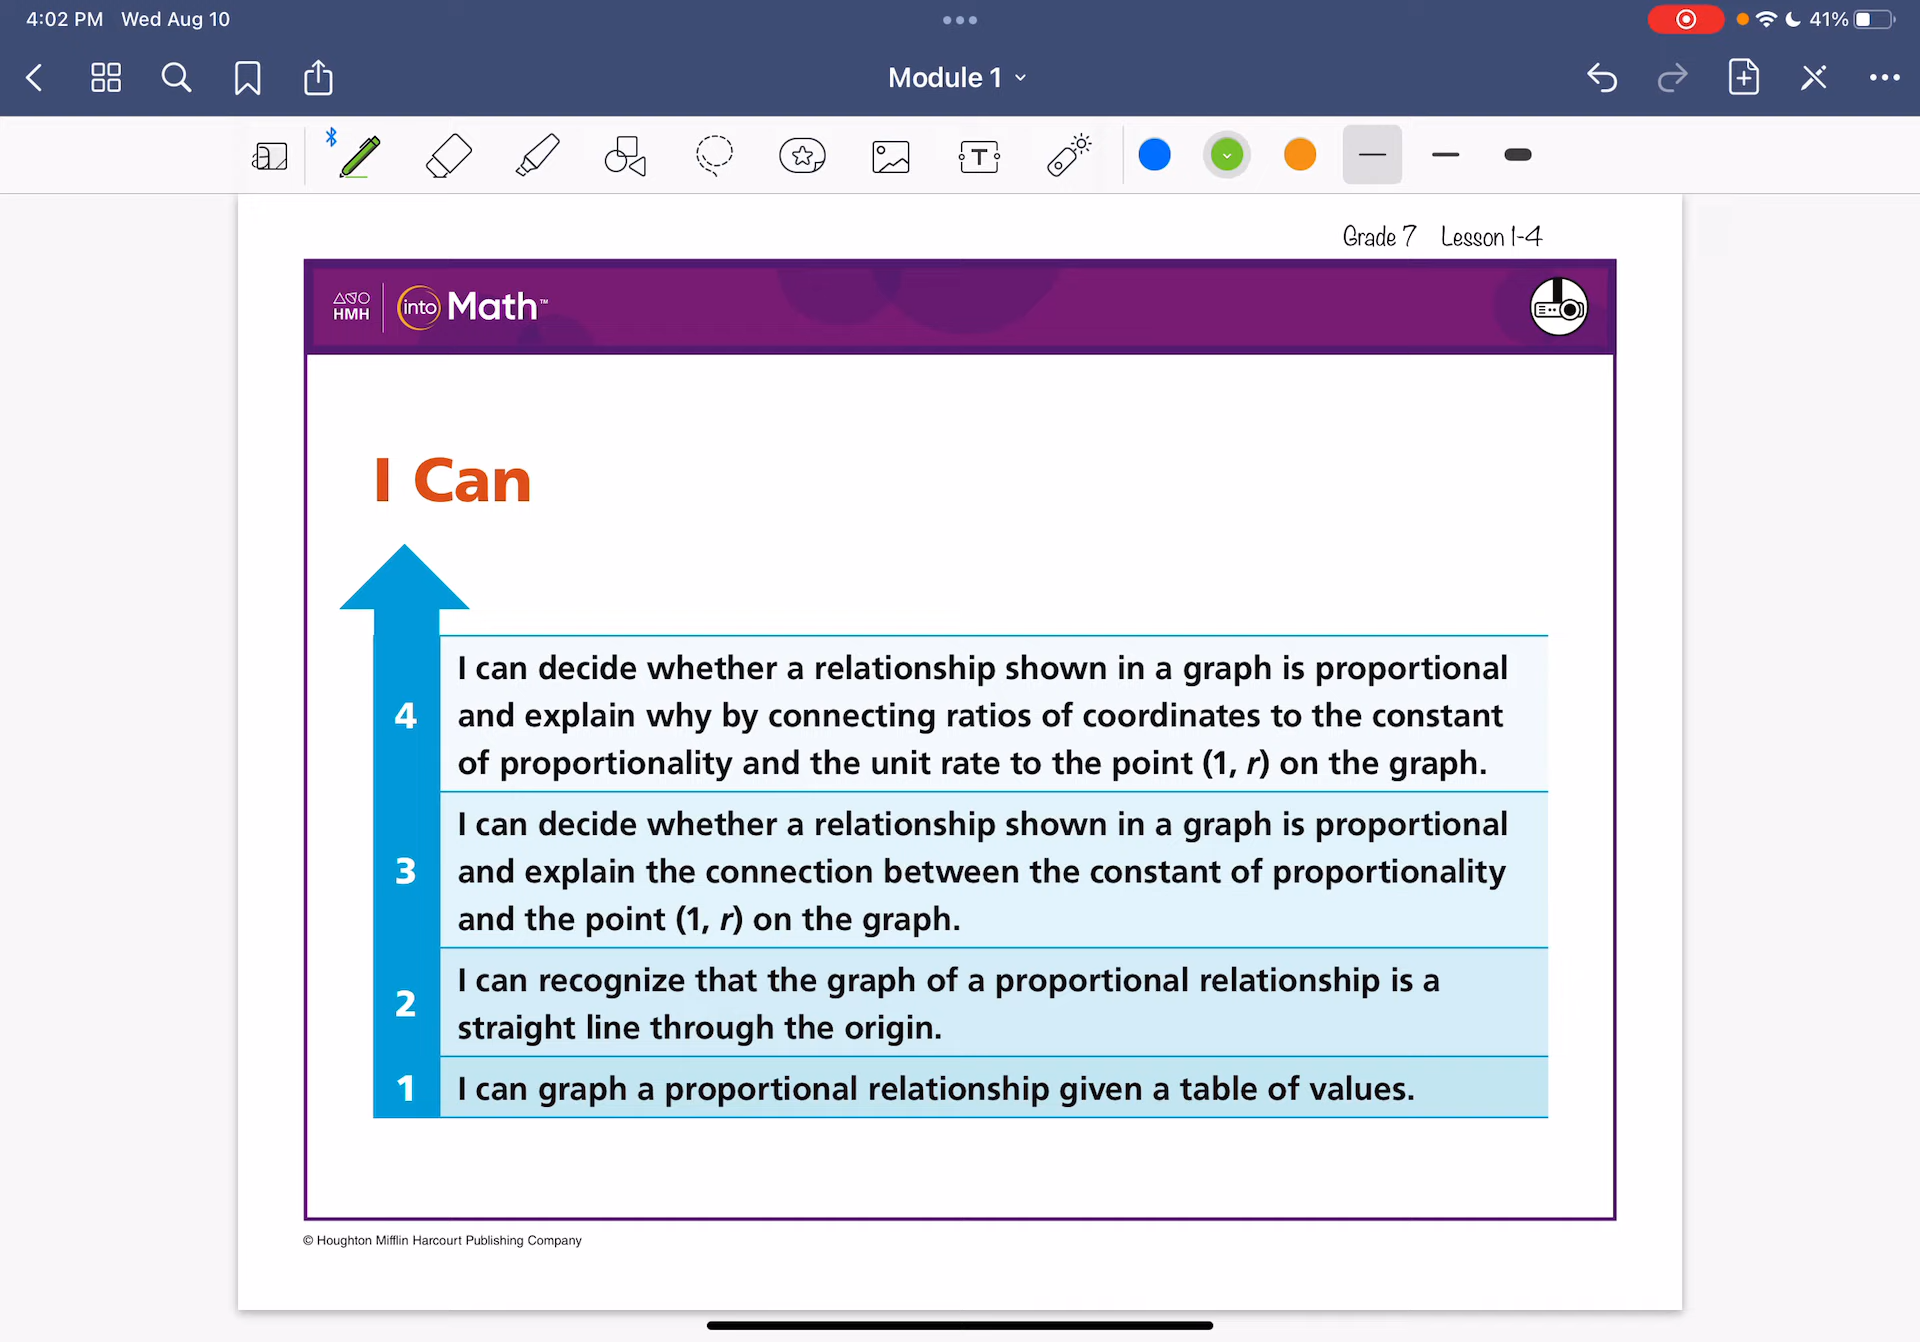 4:02 PM Wed Aug 10
41%
Module 1
T
Grade 7 Lesson 1-4
HMH into Math™
I Can
4
I can decide whether a relationship shown in a graph is proportional
and explain why by connecting ratios of coordinates to the constant
of proportionality and the unit rate to the point (1, r) on the graph.
3
I can decide whether a relationship shown in a graph is proportional
and explain the connection between the constant of proportionality
and the point (1, r) on the graph.
2
I can recognize that the graph of a proportional relationship is a
straight line through the origin.
1
I can graph a proportional relationship given a table of values.
© Houghton Mifflin Harcourt Publishing Company